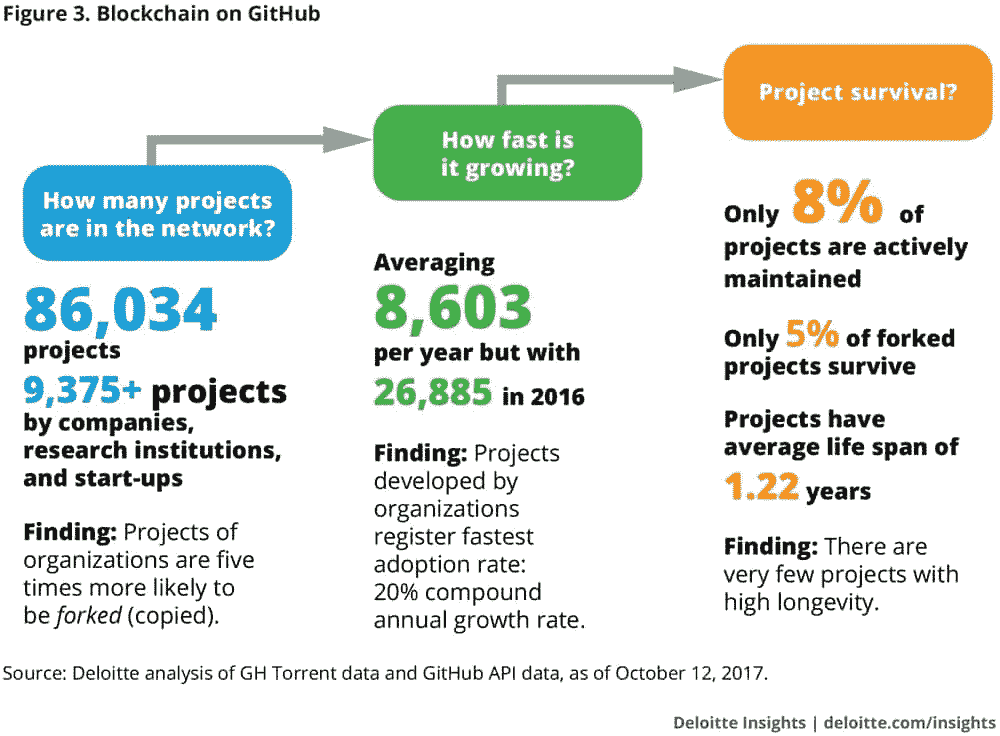 Figure 3. Blockchain on GitHub
How many projects
are in the network?
86,034
projects
9,375+ projects
by companies,
research institutions,
and start-ups
Finding: Projects of
organizations are five
times more likely to
be forked (copied).
How fast is
it growing?
Averaging
8,603
per year but with
26,885 in 2016
Finding: Projects
developed by
organizations
register fastest
adoption rate:
20% compound
annual growth rate.
Project survival?
Only 8% of
projects are actively
maintained
Only 5% of forked
projects survive
Projects have
average life span of
1.22 years
Finding: There are
very few projects with
high longevity.
Source: Deloitte analysis of GH Torrent data and GitHub API data, as of October 12, 2017.
Deloitte Insights | deloitte.com/insights